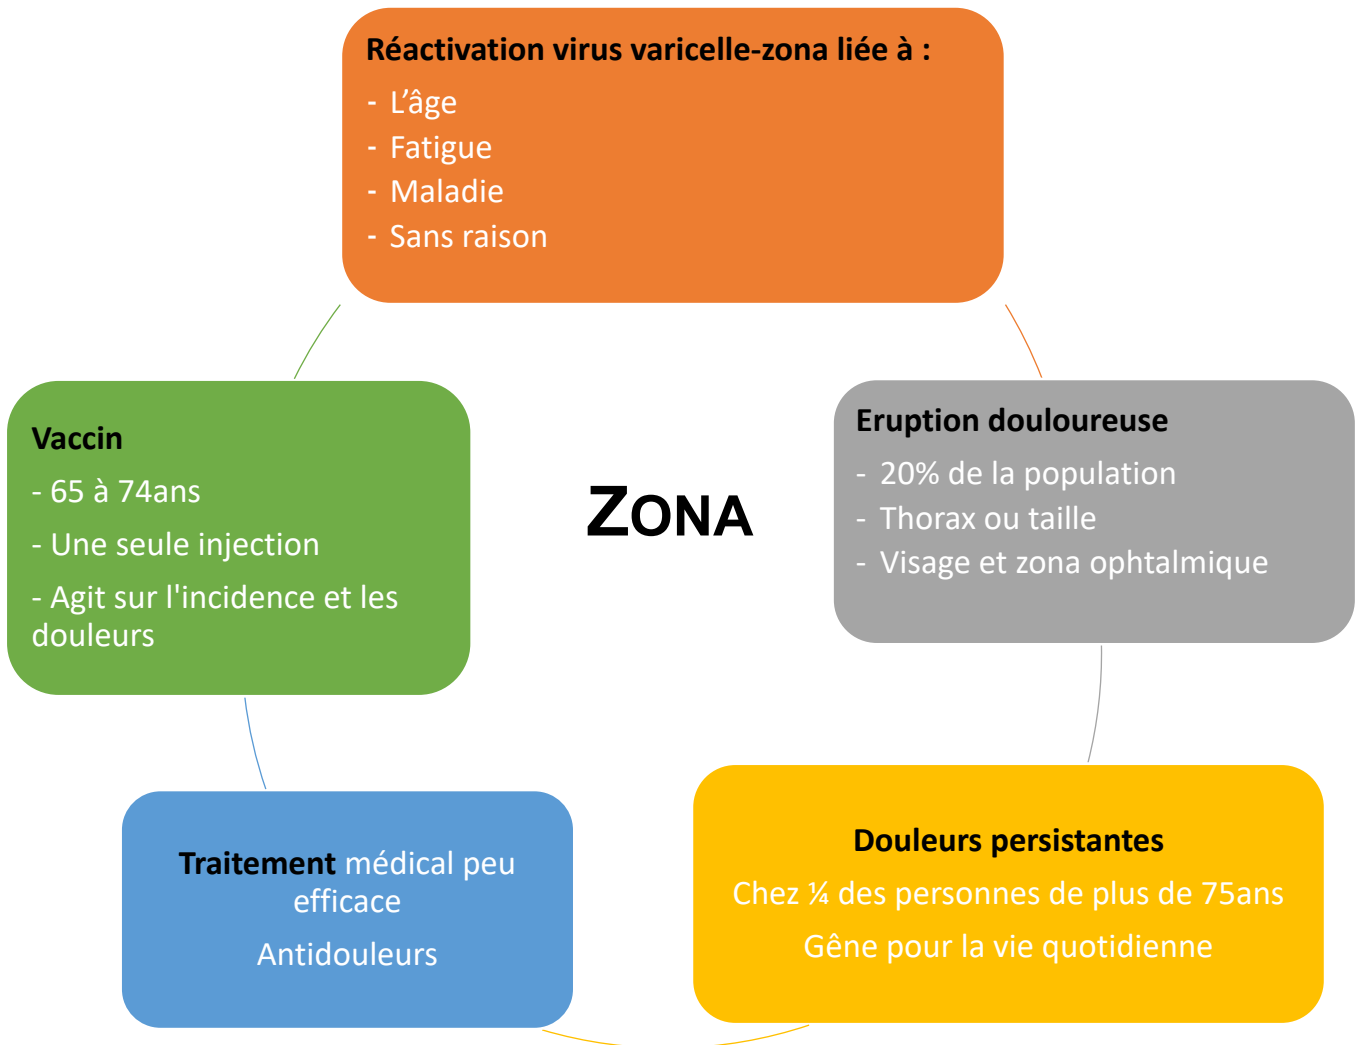 Réactivation virus varicelle-zona liée à :
- L'âge
- Fatigue
- Maladie
- Sans raison
Eruption douloureuse
- 20% de la population
- Thorax ou taille
- Visage et zona ophtalmique
Douleurs persistantes
Chez ¼ des personnes de plus de 75ans
Gêne pour la vie quotidienne
Traitement médical peu
efficace
Antidouleurs
Vaccin
- 65 à 74ans
- Une seule injection
- Agit sur l'incidence et les
douleurs
ZONA